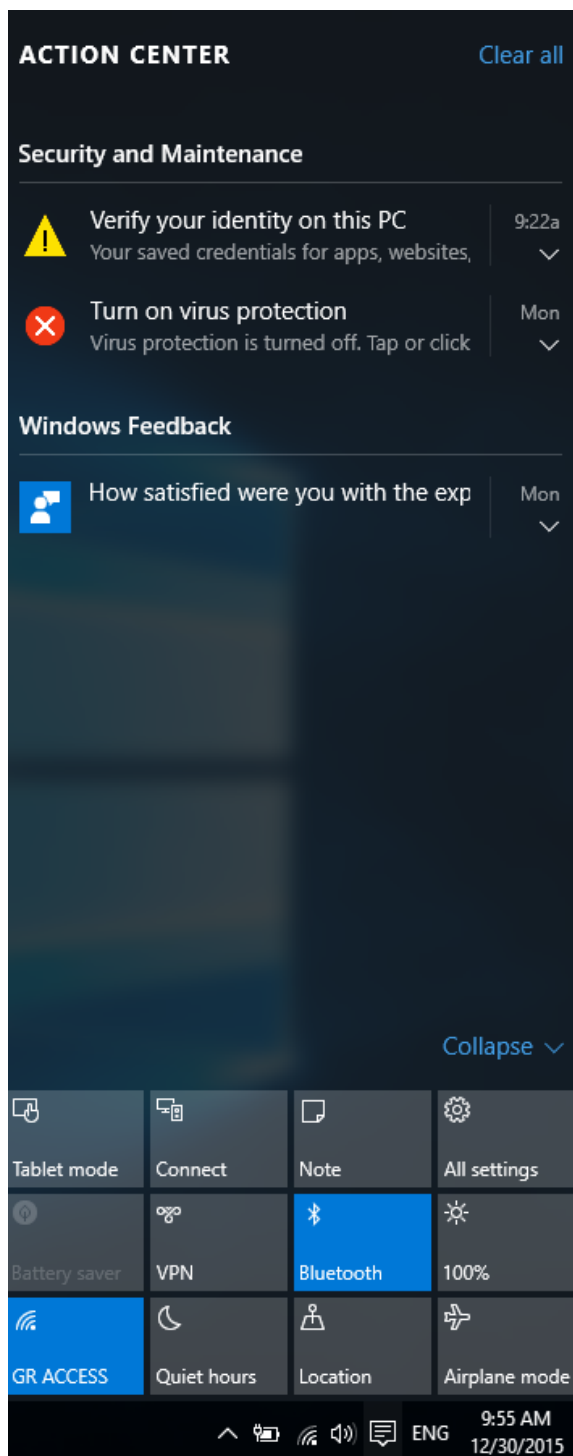 ACTION CENTER Clear all
Security and Maintenance
Verify your identity on this PC 9:22a
Your saved credentials for apps, websites,
Turn on virus protection Mon
Virus protection is turned off. Tap or click
Windows Feedback
How satisfied were you with the exp Mon
Collapse
Tablet mode Connect Note All settings
Battery saver VPN Bluetooth 100%
GR ACCESS Quiet hours Location Airplane mode
ENG 9:55 AM
12/30/2015